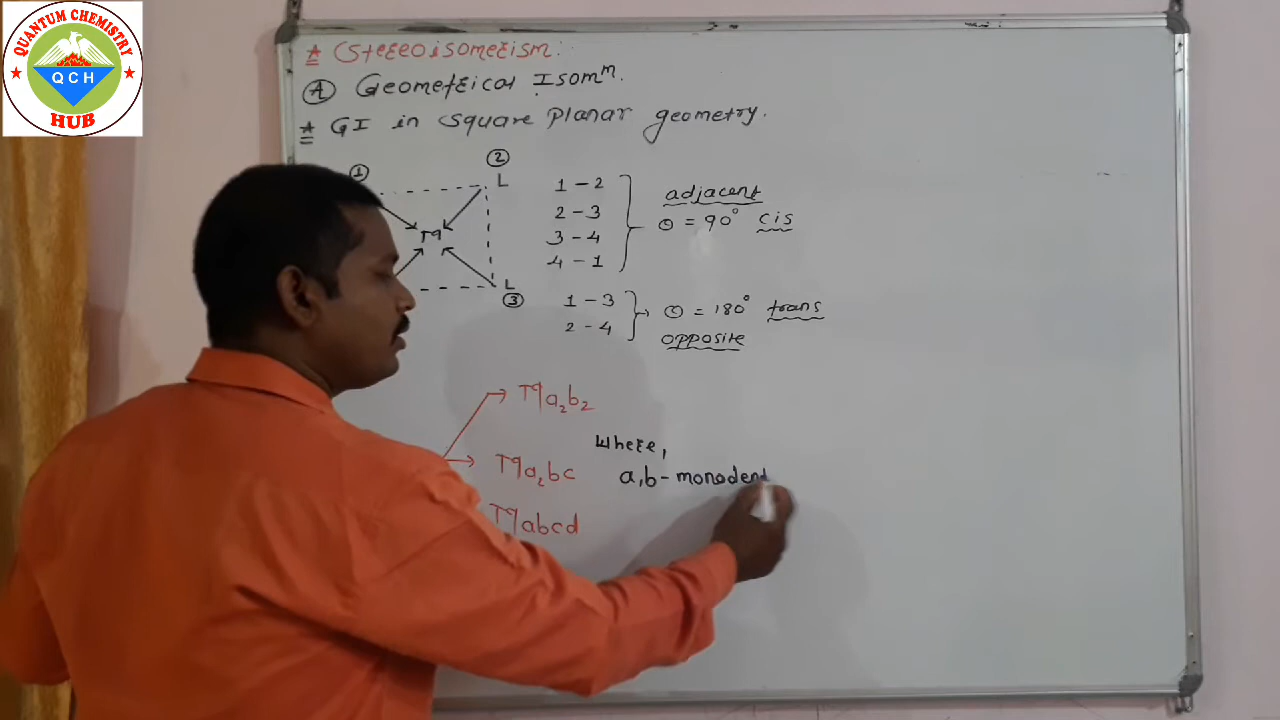 QUANTUM CHEMISTRY
QCH
HUB
* Stereoisomerism:
(A) Geometrical Isomm.
* GI in square planar geometry.
①
②
L
M
L
③
1 - 2
2 - 3
3 - 4
4 - 1
adjacent
θ = 90° cis
1 - 3
2 - 4
θ = 180° trans
opposite
Ma2b2
Ma2bc
Mabcd
Where,
a,b - monodent